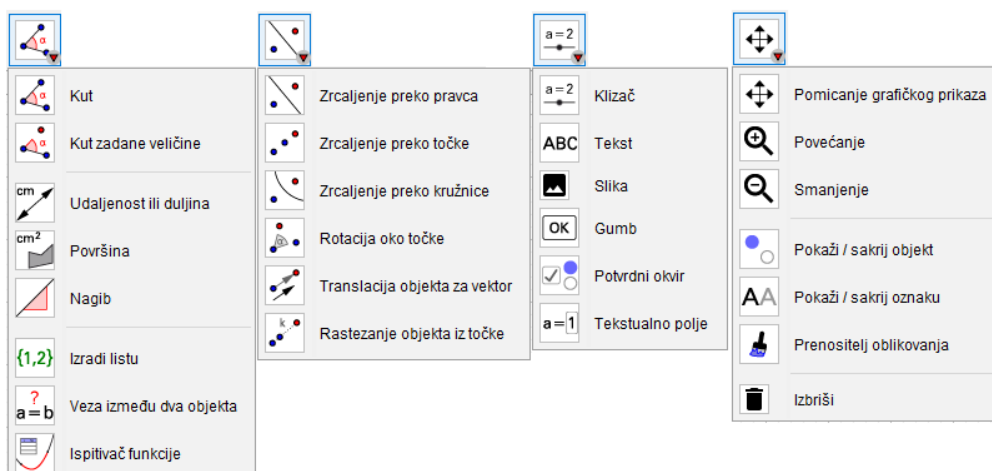 α
a = 2
α
Kut
α
Kut zadane veličine
cm
Udaljenost ili duljina
cm²
Površina
Nagib
{1,2}
Izradi listu
?
a = b
Veza između dva objekta
Ispitivač funkcije
Zrcaljenje preko pravca
Zrcaljenje preko točke
Zrcaljenje preko kružnice
α
Rotacija oko točke
Translacija objekta za vektor
k
Rastezanje objekta iz točke
a = 2
Klizač
ABC
Tekst
Slika
OK
Gumb
Potvrdni okvir
a = 1
Tekstualno polje
Pomicanje grafičkog prikaza
Povećanje
Smanjenje
Pokaži / sakrij objekt
AA
Pokaži / sakrij oznaku
Prenositelj oblikovanja
Izbriši